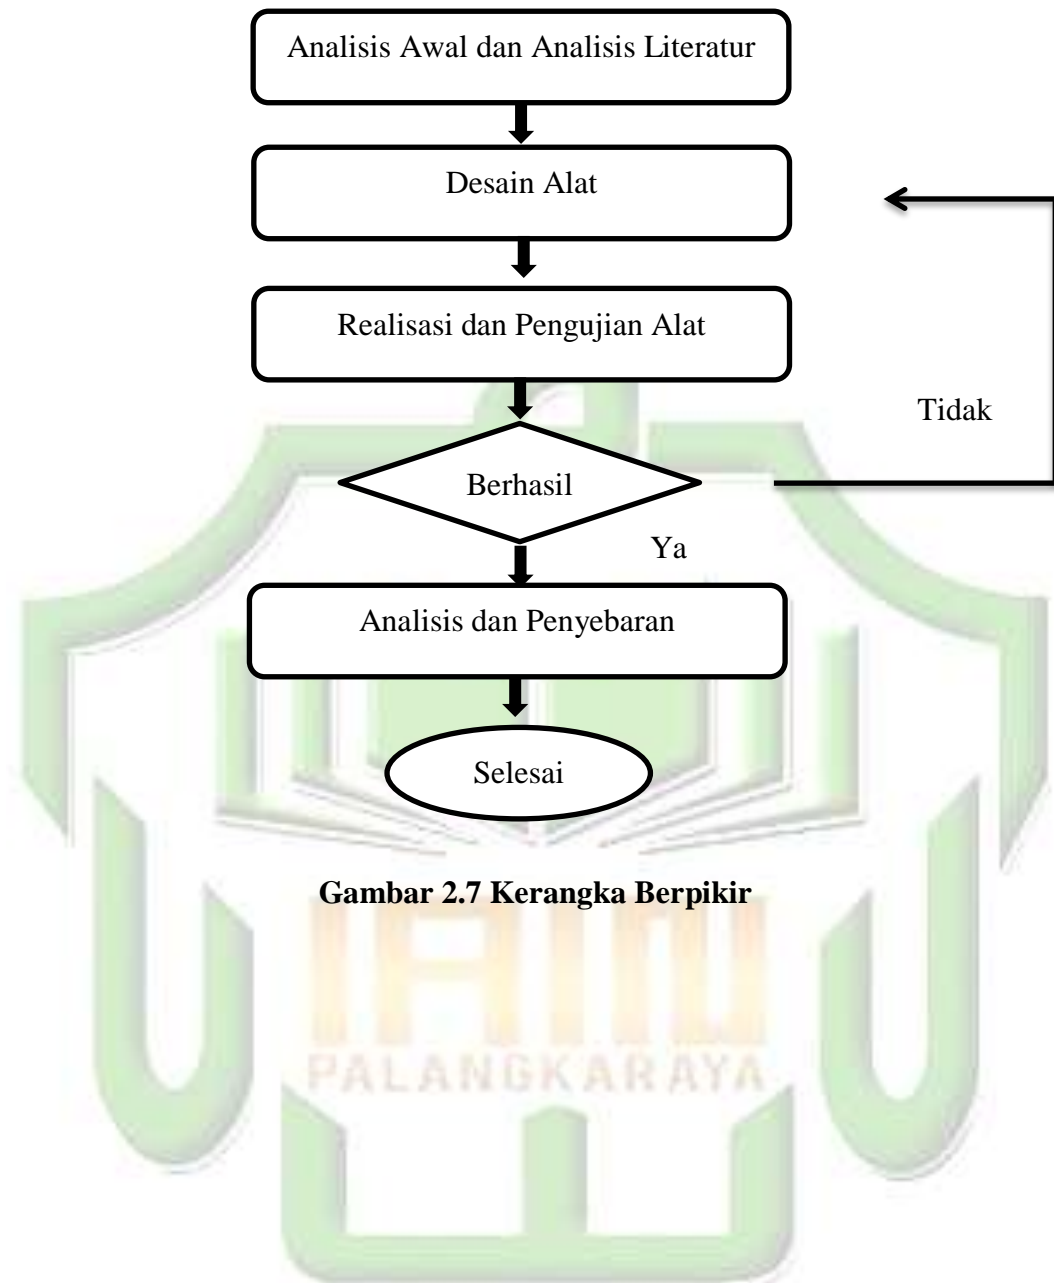 Analisis Awal dan Analisis Literatur
Desain Alat
Realisasi dan Pengujian Alat
Tidak
Berhasil
Ya
Analisis dan Penyebaran
Selesai
Gambar 2.7 Kerangka Berpikir
IAIN
PALANGKARAYA